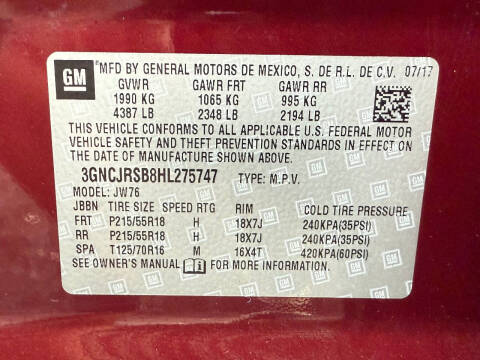 GM MFD BY GENERAL MOTORS DE MEXICO, S. DE R.L. DE C.V. 07/17
GVWR GAWR FRT GAWR RR
1990 KG 1065 KG 995 KG
4387 LB 2348 LB 2194 LB
THIS VEHICLE CONFORMS TO ALL APPLICABLE U.S. FEDERAL MOTOR
VEHICLE SAFETY AND THEFT PREVENTION STANDARDS IN EFFECT ON
THE DATE OF MANUFACTURE SHOWN ABOVE.
3GNCJRSB8HL275747 TYPE: M.P.V.
MODEL: JW76
JBBN TIRE SIZE SPEED RTG RIM COLD TIRE PRESSURE
FRT P215/55R18 H 18X7J 240KPA(35PSI)
RR P215/55R18 H 18X7J 240KPA(35PSI)
SPA T125/70R16 M 16X4T 420KPA(60PSI)
SEE OWNER'S MANUAL FOR MORE INFORMATION.